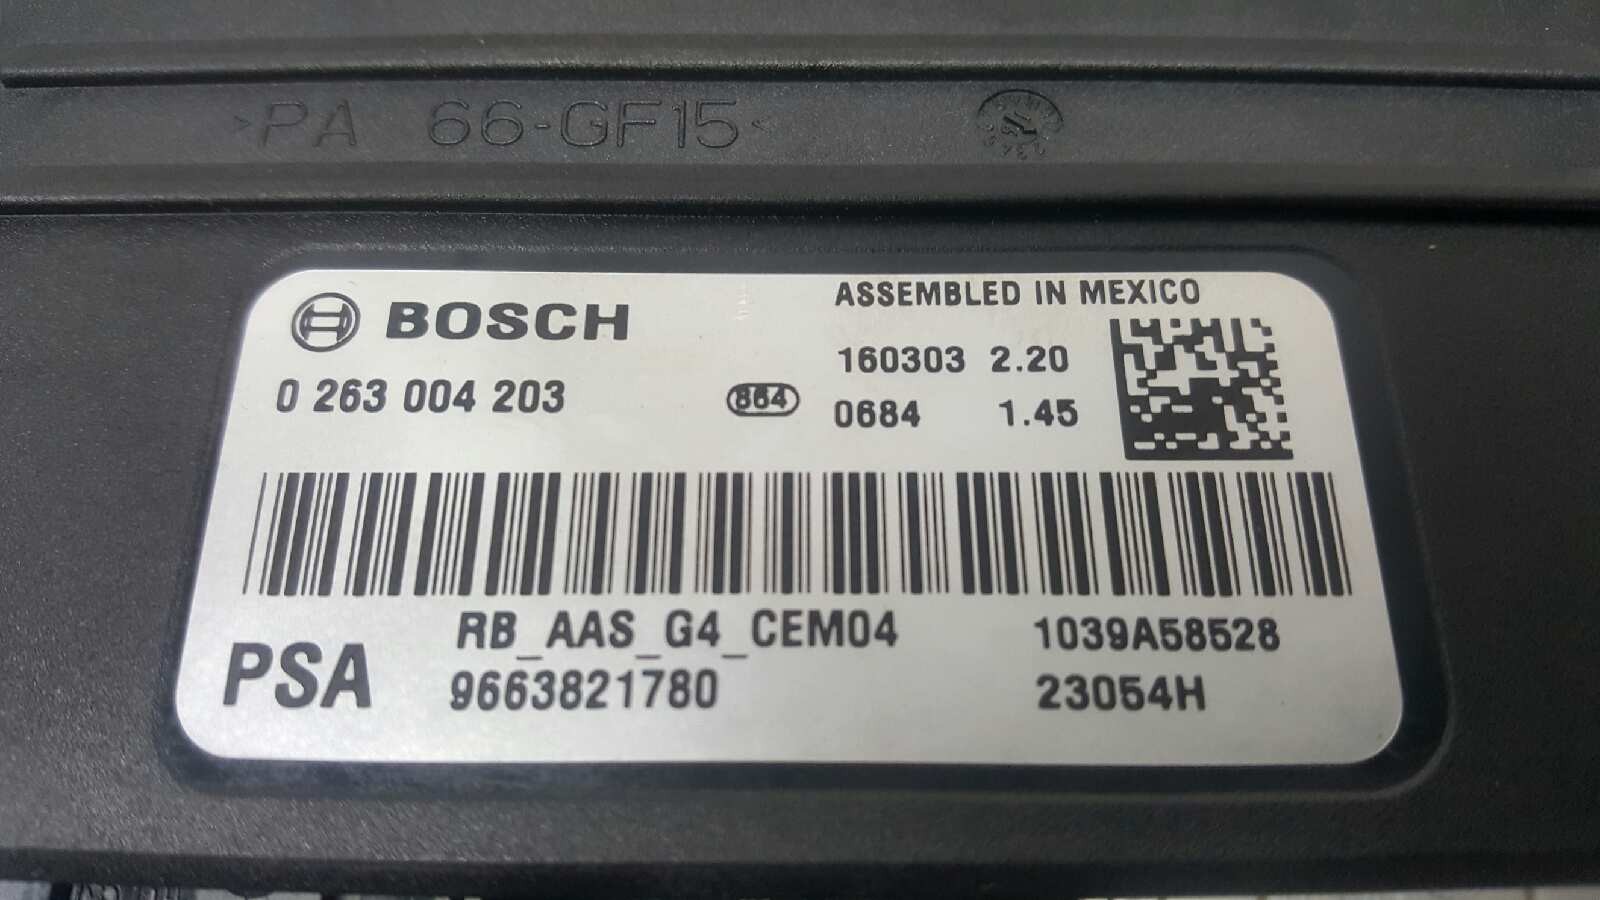 >PA 66-GF15<
BOSCH
ASSEMBLED IN MEXICO
0 263 004 203
864
160303 2.20
0684 1.45
RB_AAS_G4_CEM04
1039A58528
PSA
9663821780
23054H